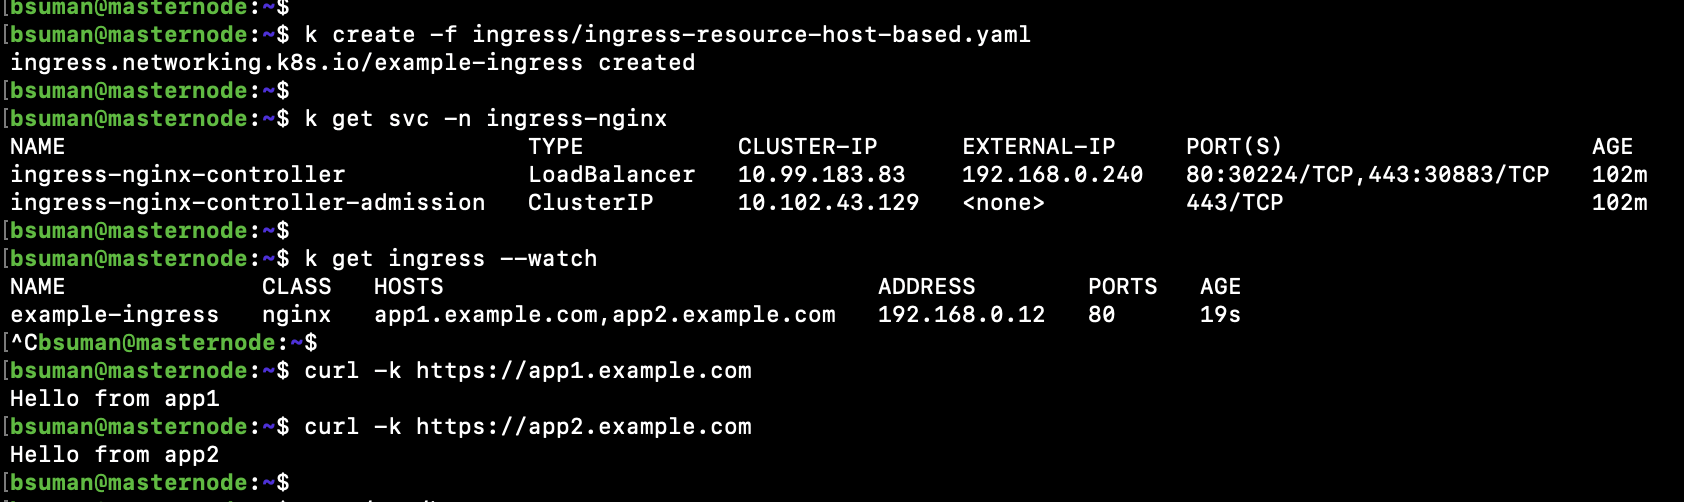 [bsuman@masternode:~$
[bsuman@masternode:~$ k create -f ingress/ingress-resource-host-based.yaml
ingress.networking.k8s.io/example-ingress created
[bsuman@masternode:~$
[bsuman@masternode:~$ k get svc -n ingress-nginx
NAME TYPE CLUSTER-IP EXTERNAL-IP PORT(S) AGE
ingress-nginx-controller LoadBalancer 10.99.183.83 192.168.0.240 80:30224/TCP,443:30883/TCP 102m
ingress-nginx-controller-admission ClusterIP 10.102.43.129 <none> 443/TCP 102m
[bsuman@masternode:~$
[bsuman@masternode:~$ k get ingress --watch
NAME CLASS HOSTS ADDRESS PORTS AGE
example-ingress nginx app1.example.com,app2.example.com 192.168.0.12 80 19s
[^Cbsuman@masternode:~$
[bsuman@masternode:~$ curl -k https://app1.example.com
Hello from app1
[bsuman@masternode:~$ curl -k https://app2.example.com
Hello from app2
[bsuman@masternode:~$